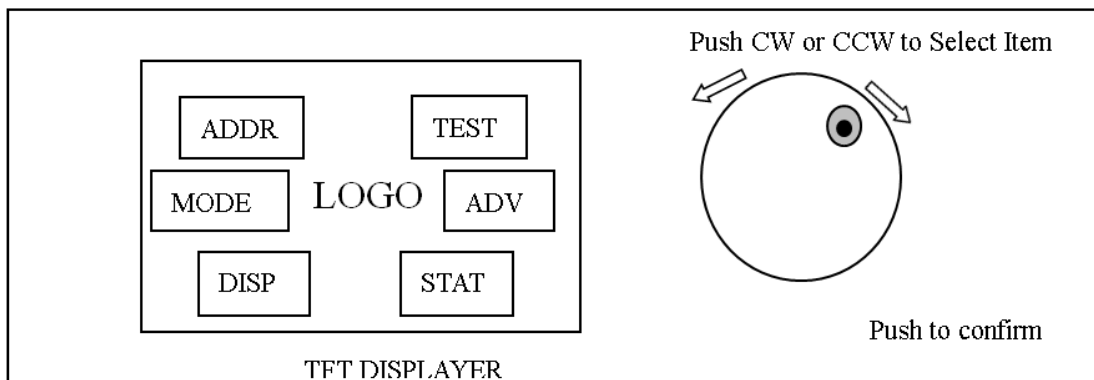 Push CW or CCW to Select Item
ADDR TEST
MODE LOGO ADV
DISP STAT
Push to confirm
TFT DISPLAYER